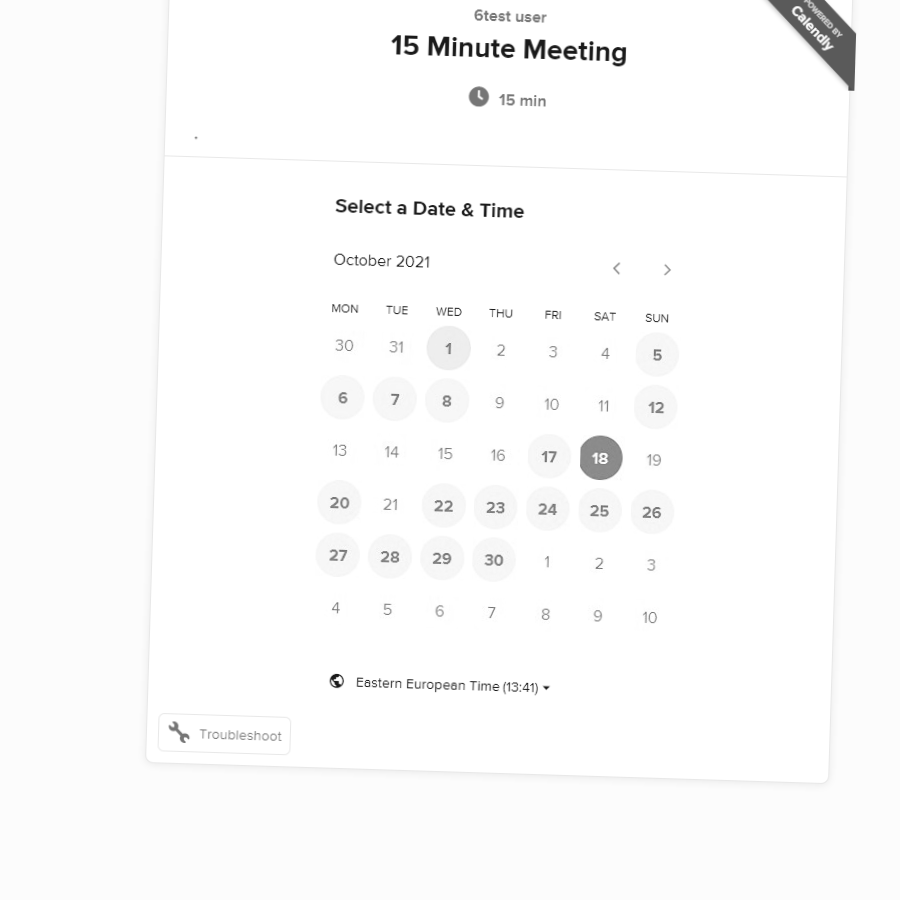 6test user
15 Minute Meeting
POWERED BY
Calendly
15 min
.
Select a Date & Time
October 2021
MON TUE WED THU FRI SAT SUN
30 31 1 2 3 4 5
6 7 8 9 10 11 12
13 14 15 16 17 18 19
20 21 22 23 24 25 26
27 28 29 30 1 2 3
4 5 6 7 8 9 10
Eastern European Time (13:41)
Troubleshoot